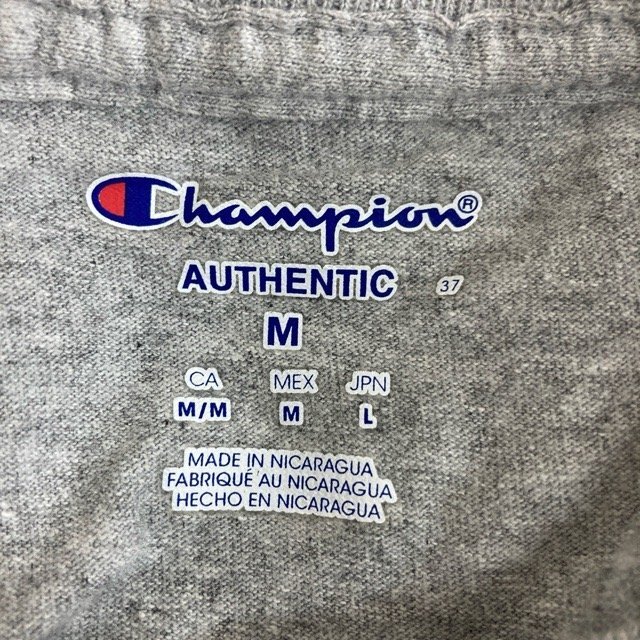 Champion®
AUTHENTIC 37
M
CA MEX JPN
M/M M L
MADE IN NICARAGUA
FABRIQUÉ AU NICARAGUA
HECHO EN NICARAGUA